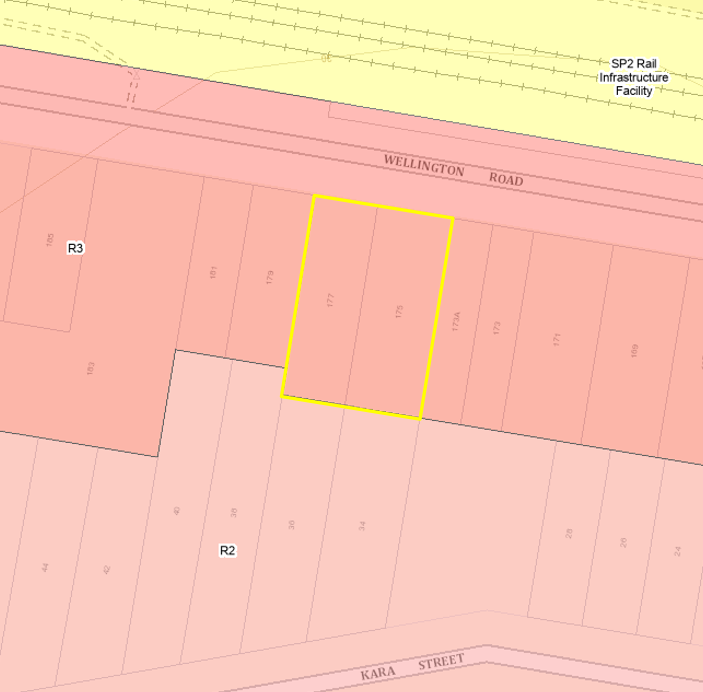 SP2 Rail
Infrastructure
Facility
WELLINGTON ROAD
185
R3
181
179
177
175
173A
173
171
169
183
40
38
36
34
28
26
24
R2
44
42
KARA STREET